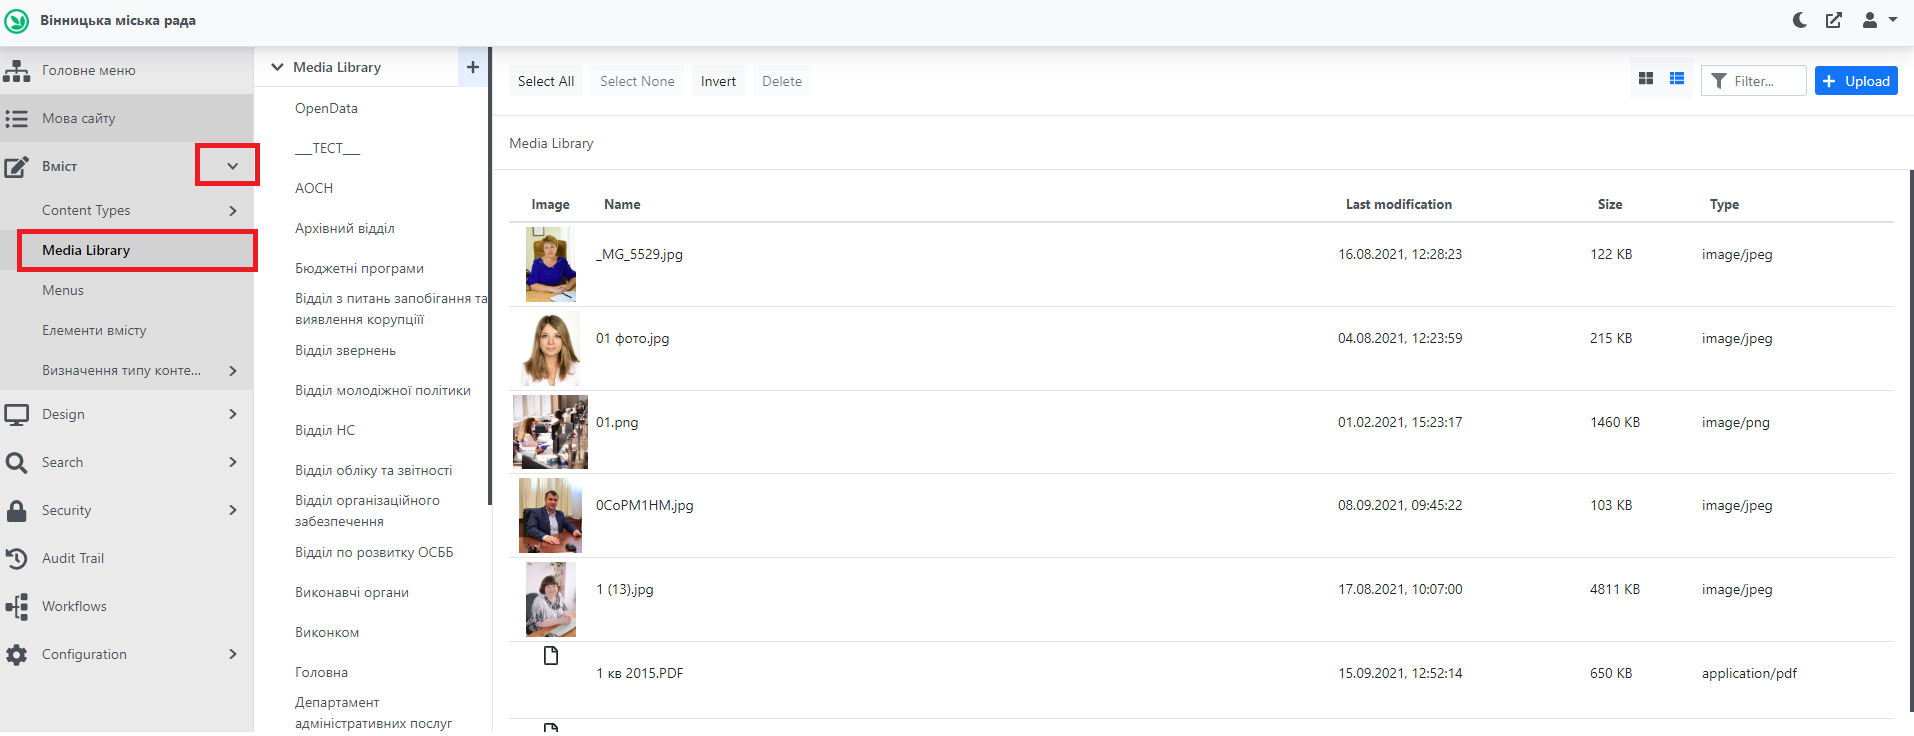 Вінницька міська рада
Головне меню
Мова сайту
Вміст
Content Types
Media Library
Menus
Елементи вмісту
Визначення типу конте...
Design
Search
Security
Audit Trail
Workflows
Configuration
Media Library
OpenData
___ТЕСТ___
АОСН
Архівний відділ
Бюджетні програми
Відділ з питань запобігання та
виявлення корупціїї
Відділ звернень
Відділ молодіжної політики
Відділ НС
Відділ обліку та звітності
Відділ організаційного
забезпечення
Відділ по розвитку ОСББ
Виконавчі органи
Виконком
Головна
Департамент
адміністративних послуг
Select All Select None Invert Delete Filter... Upload
Media Library
Image Name Last modification Size Type
_MG_5529.jpg 16.08.2021, 12:28:23 122 KB image/jpeg
01 фото.jpg 04.08.2021, 12:23:59 215 KB image/jpeg
01.png 01.02.2021, 15:23:17 1460 KB image/png
0CoPM1HM.jpg 08.09.2021, 09:45:22 103 KB image/jpeg
1 (13).jpg 17.08.2021, 10:07:00 4811 KB image/jpeg
1 кв 2015.PDF 15.09.2021, 12:52:14 650 KB application/pdf